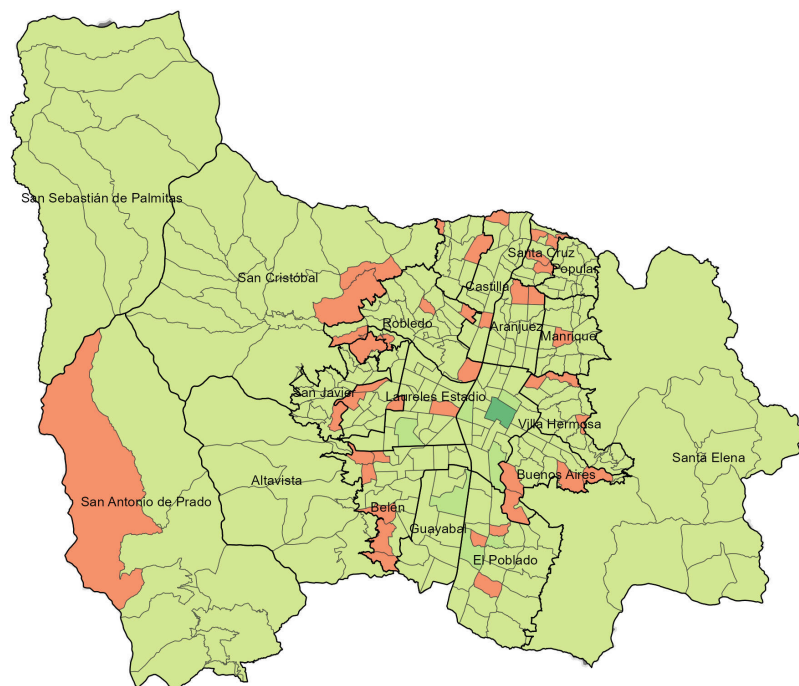 San Sebastián de Palmitas
San Cristóbal
Santa Cruz
Popular
Castilla
Robledo
Aranjuez
Manrique
San Javier
Laureles Estadio
Villa Hermosa
Santa Elena
Altavista
Buenos Aires
San Antonio de Prado
Belén
Guayabal
El Poblado